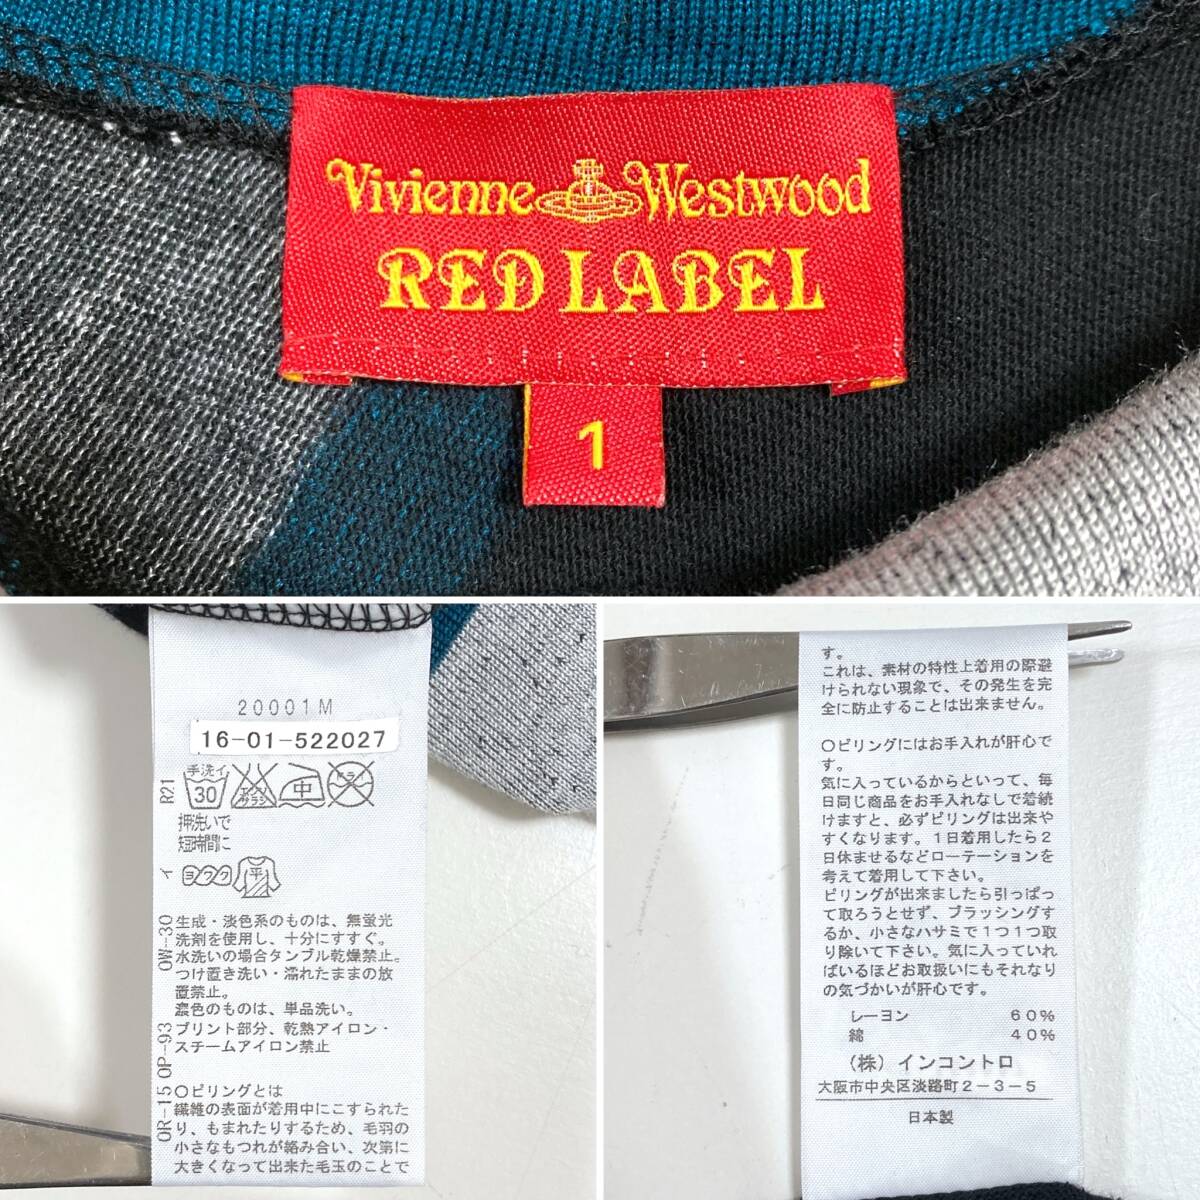 Vivienne Westwood
RED LABEL
1
20001M
16-01-522027
手洗イ
30
エンソ
サラシ
中
ドライ
R21
押洗いで
短時間に
イ
ヨワク
平
OW-30
生成・淡色系のものは、無蛍光
洗剤を使用し、十分にすすぐ。
水洗いの場合タンブル乾燥禁止。
つけ置き洗い・濡れたままの放
置禁止。
濃色のものは、単品洗い。
OP-93
プリント部分、乾熱アイロン・
スチームアイロン禁止
OR-15
〇ピリングとは
繊維の表面が着用中にこすられた
り、もまれたりするため、毛羽の
小さなもつれが絡み合い、次第に
大きくなって出来た毛玉のことで
す。
これは、素材の特性上着用の際避
けられない現象で、その発生を完
全に防止することは出来ません。
〇ピリングにはお手入れが肝心で
す。
気に入っているからといって、毎
日同じ商品をお手入れなしで着続
けますと、必ずピリングは出来や
すくなります。1日着用したら2
日休ませるなどローテーションを
考えて着用して下さい。
ピリングが出来ましたら引っぱっ
て取ろうとせず、ブラッシングす
るか、小さなハサミで1つ1つ取
り除いて下さい。気に入っていれ
ばいるほどお取扱いにもそれなり
の気づかいが肝心です。
レーヨン 60%
綿 40%
(株)インコントロ
大阪市中央区淡路町2-3-5
日本製